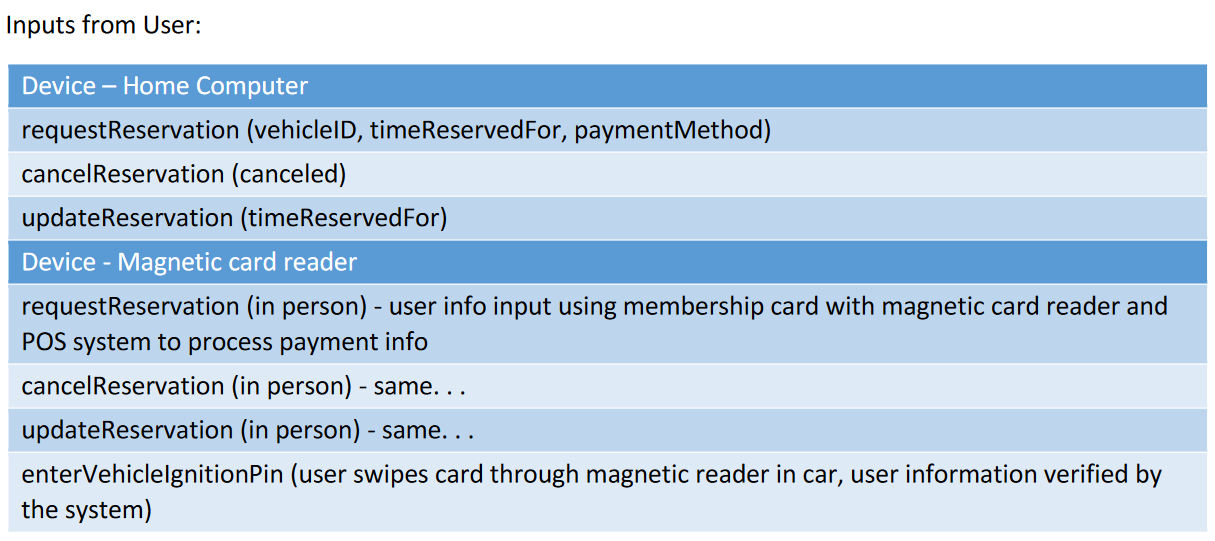 Inputs from User:
Device – Home Computer
requestReservation (vehicleID, timeReservedFor, paymentMethod)
cancelReservation (canceled)
updateReservation (timeReservedFor)
Device - Magnetic card reader
requestReservation (in person) - user info input using membership card with magnetic card reader and
POS system to process payment info
cancelReservation (in person) - same. . .
updateReservation (in person) - same. . .
enterVehicleIgnitionPin (user swipes card through magnetic reader in car, user information verified by
the system)